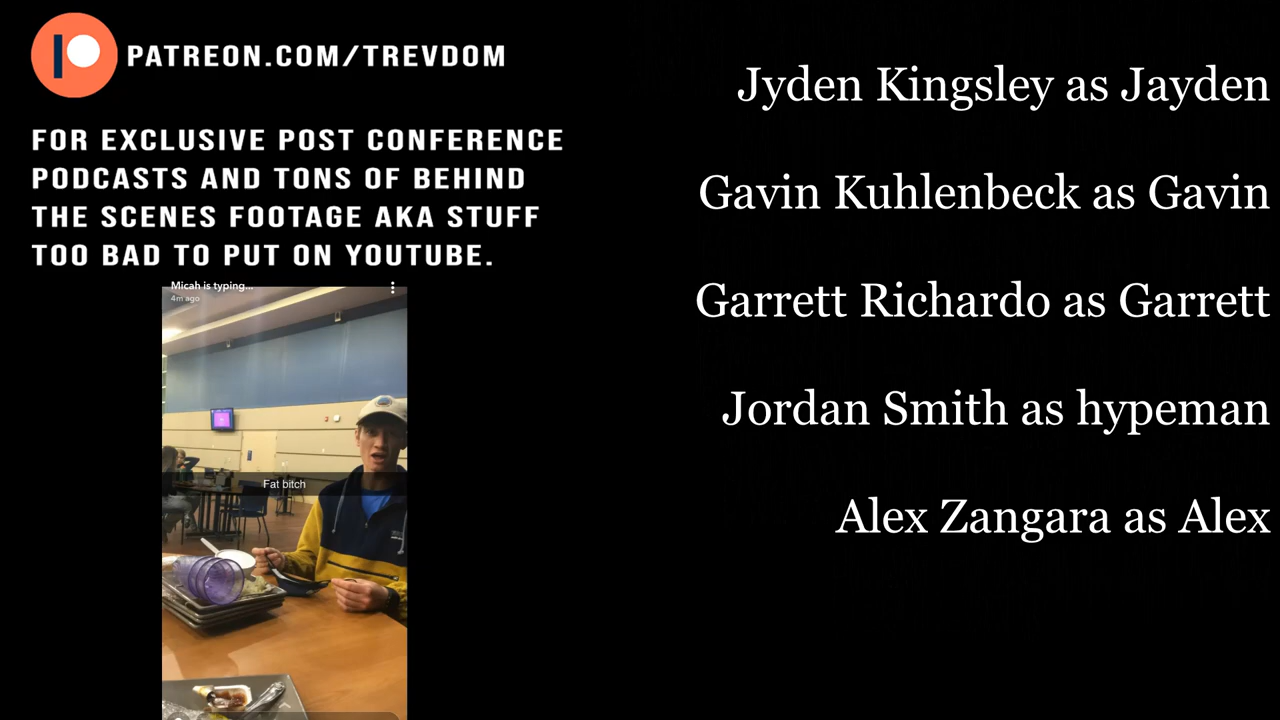 PATREON.COM/TREVDOM
FOR EXCLUSIVE POST CONFERENCE
PODCASTS AND TONS OF BEHIND
THE SCENES FOOTAGE AKA STUFF
TOO BAD TO PUT ON YOUTUBE.
Micah is typing...
4m ago
Fat bitch
Jyden Kingsley as Jayden
Gavin Kuhlenbeck as Gavin
Garrett Richardo as Garrett
Jordan Smith as hypeman
Alex Zangara as Alex